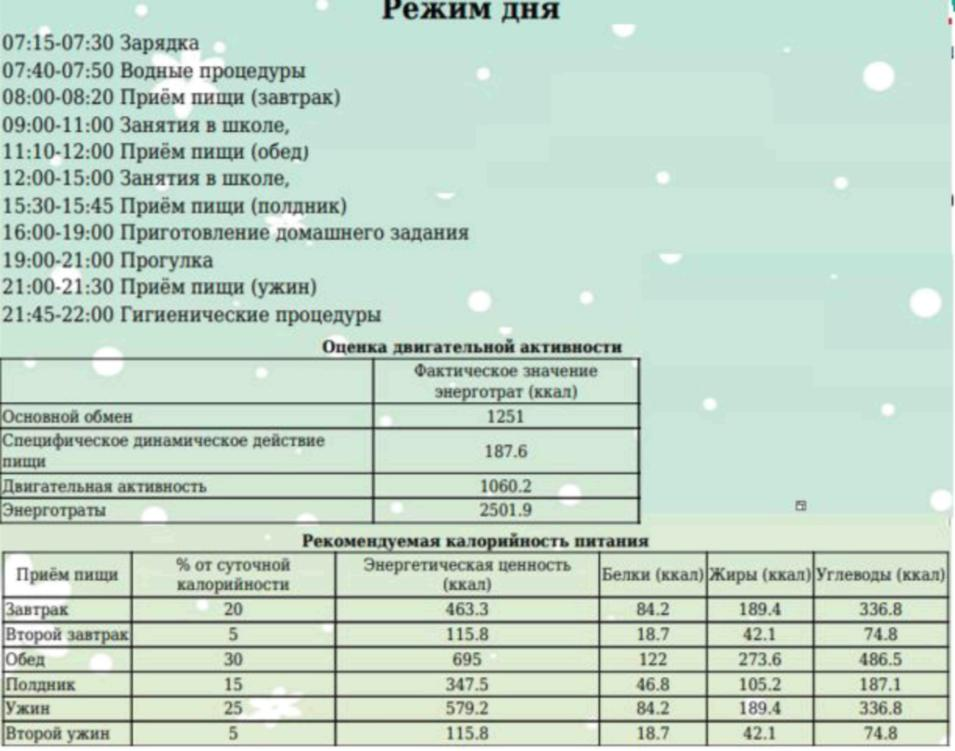 Режим дня
07:15-07:30 Зарядка
07:40-07:50 Водные процедуры
08:00-08:20 Приём пищи (завтрак)
09:00-11:00 Занятия в школе,
11:10-12:00 Приём пищи (обед)
12:00-15:00 Занятия в школе,
15:30-15:45 Приём пищи (полдник)
16:00-19:00 Приготовление домашнего задания
19:00-21:00 Прогулка
21:00-21:30 Приём пищи (ужин)
21:45-22:00 Гигиенические процедуры
Оценка двигательной активности
Фактическое значение
энерготрат (ккал)
Основной обмен 1251
Специфическое динамическое действие
пищи 187.6
Двигательная активность 1060.2
Энерготраты 2501.9
Рекомендуемая калорийность питания
Приём пищи % от суточной калорийности Энергетическая ценность (ккал) Белки (ккал) Жиры (ккал) Углеводы (ккал)
Завтрак 20 463.3 84.2 189.4 336.8
Второй завтрак 5 115.8 18.7 42.1 74.8
Обед 30 695 122 273.6 486.5
Полдник 15 347.5 46.8 105.2 187.1
Ужин 25 579.2 84.2 189.4 336.8
Второй ужин 5 115.8 18.7 42.1 74.8